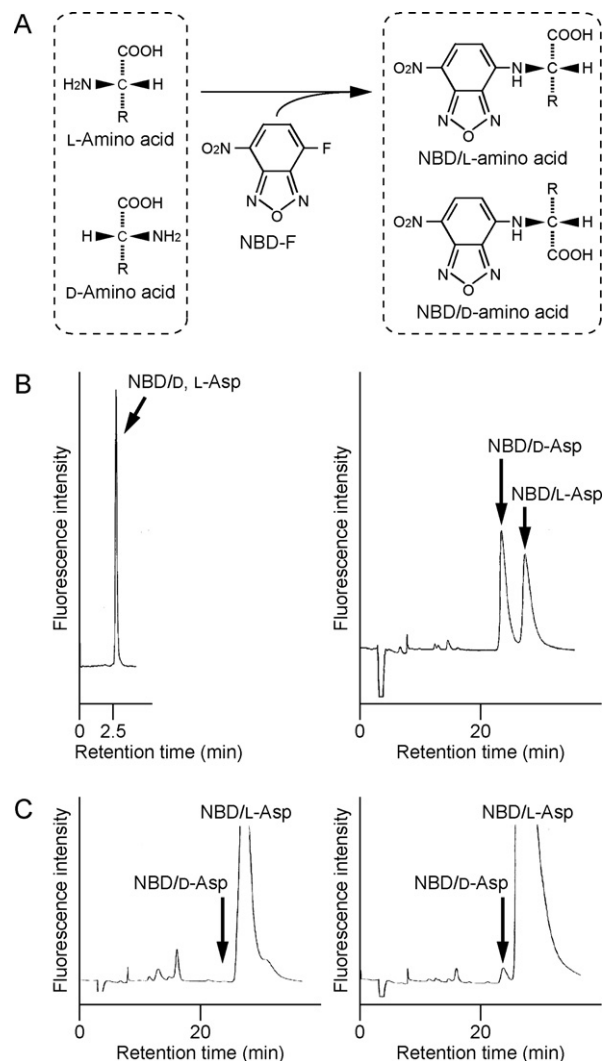 A
COOH
H2N C H
R
L-Amino acid
COOH
H C NH2
R
D-Amino acid
O2N F
N N
O
NBD-F
COOH
O2N N C H
H R
N N
O
NBD/L-amino acid
R
O2N N C H
H COOH
N N
O
NBD/D-amino acid
B
Fluorescence intensity
NBD/D, L-Asp
0 2.5
Retention time (min)
Fluorescence intensity
NBD/D-Asp
NBD/L-Asp
0 20
Retention time (min)
C
Fluorescence intensity
NBD/L-Asp
NBD/D-Asp
0 20
Retention time (min)
Fluorescence intensity
NBD/L-Asp
NBD/D-Asp
0 20
Retention time (min)